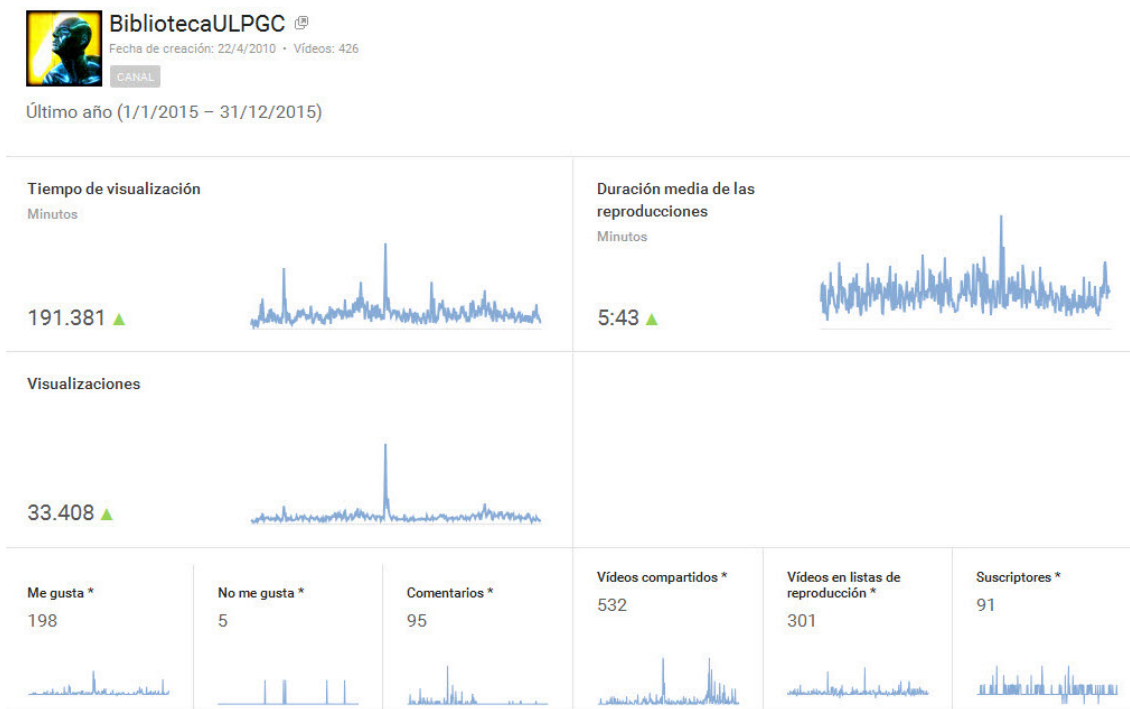 BibliotecaULPGC
Fecha de creación: 22/4/2010 • Vídeos: 426
CANAL
Último año (1/1/2015 – 31/12/2015)
Tiempo de visualización
Minutos
191.381
Duración media de las
reproducciones
Minutos
5:43
Visualizaciones
33.408
Me gusta *
198
No me gusta *
5
Comentarios *
95
Vídeos compartidos *
532
Vídeos en listas de
reproducción *
301
Suscriptores *
91